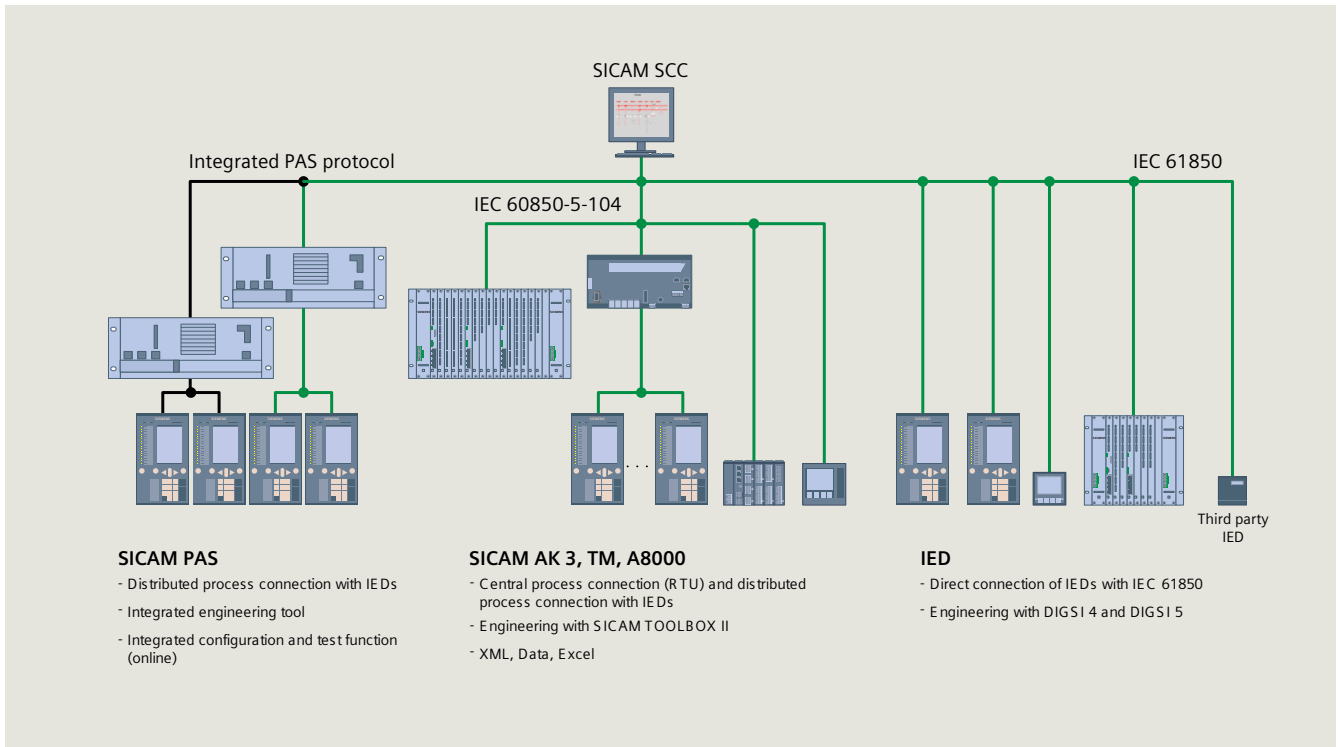 SICAM SCC
Integrated PAS protocol
IEC 61850
IEC 60850-5-104
Third party
IED
SICAM PAS
- Distributed process connection with IEDs
- Integrated engineering tool
- Integrated configuration and test function
(online)
SICAM AK 3, TM, A8000
- Central process connection (RTU) and distributed
process connection with IEDs
- Engineering with SICAM TOOLBOX II
- XML, Data, Excel
IED
- Direct connection of IEDs with IEC 61850
- Engineering with DIGSI 4 and DIGSI 5